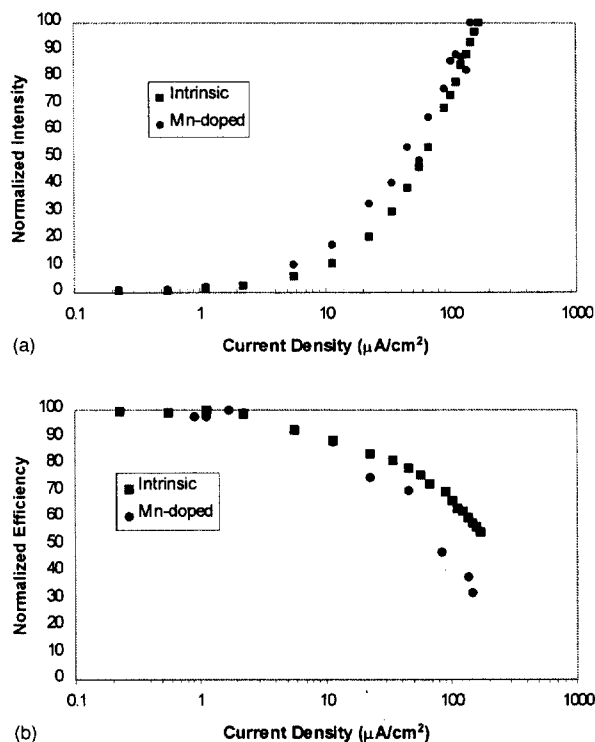 100
90
80
70
60
50
40
30
20
10
0
Normalized Intensity
Intrinsic
Mn-doped
0.1 1 10 100 1000
(a) Current Density (μA/cm²)
100
90
80
70
60
50
40
30
20
10
0
Normalized Efficiency
Intrinsic
Mn-doped
0.1 1 10 100 1000
(b) Current Density (μA/cm²)